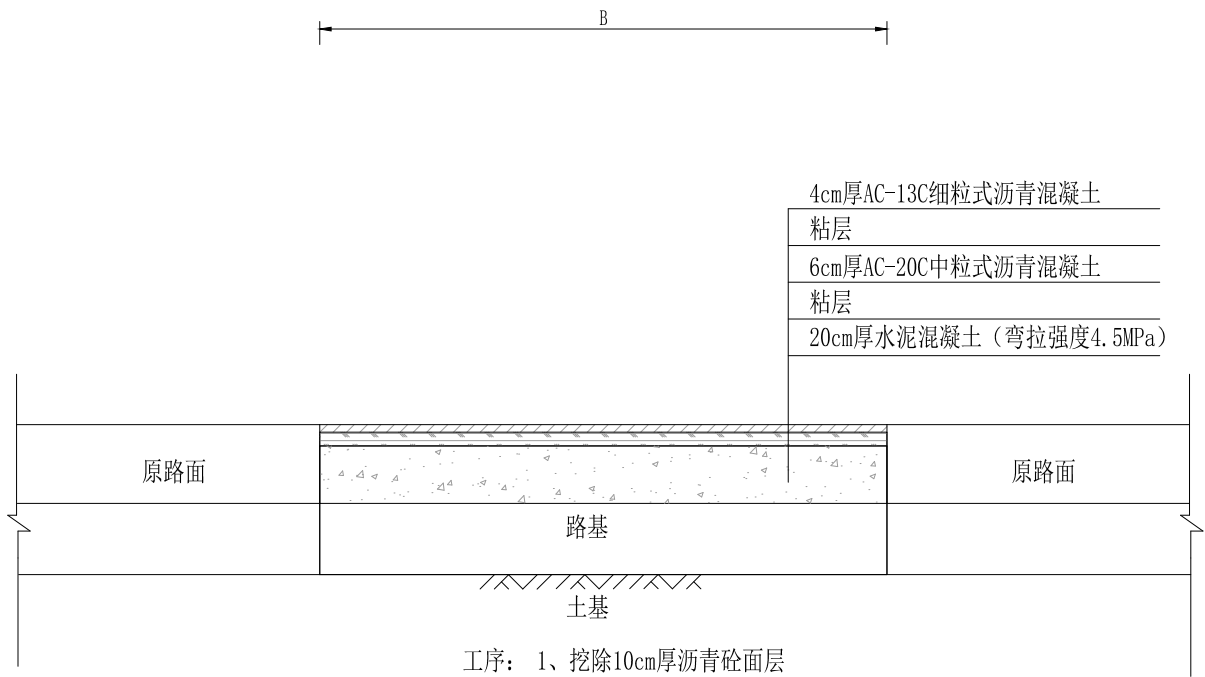 B
4cm厚AC-13C细粒式沥青混凝土
粘层
6cm厚AC-20C中粒式沥青混凝土
粘层
20cm厚水泥混凝土（弯拉强度4.5MPa）
原路面
原路面
路基
土基
工序： 1、挖除10cm厚沥青砼面层